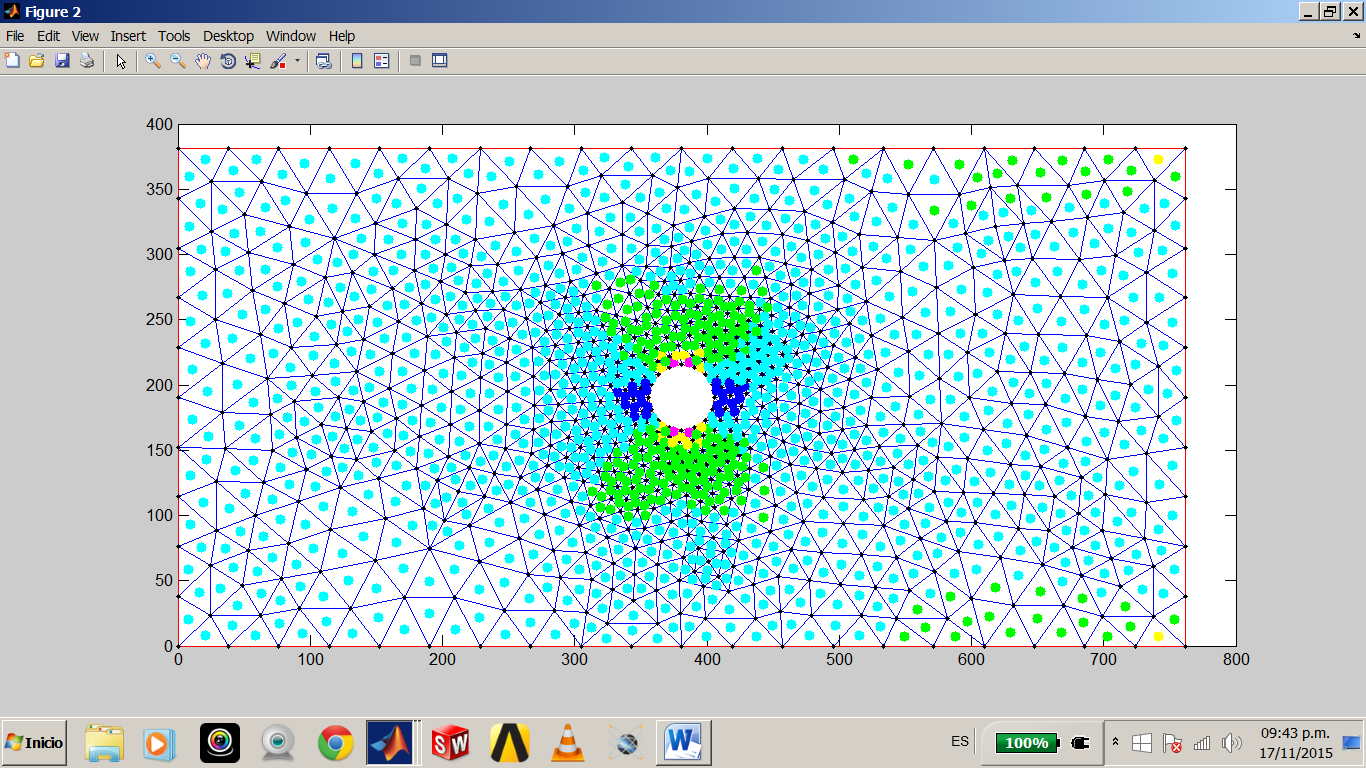 Figure 2
File Edit View Insert Tools Desktop Window Help
400
350
300
250
200
150
100
50
0
0 100 200 300 400 500 600 700 800
Inicio
SW
W
ES
100%
09:43 p.m.
17/11/2015